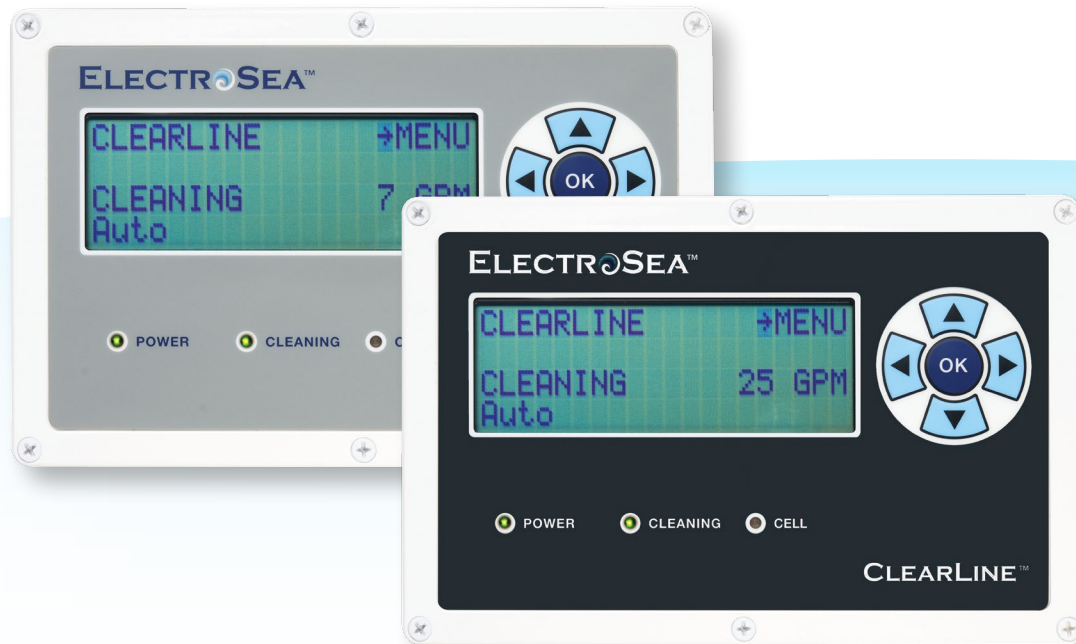 ELECTROSEA™
CLEARLINE →MENU
CLEANING 7 GPM
Auto
OK
POWER CLEANING
ELECTROSEA™
CLEARLINE →MENU
CLEANING 25 GPM
Auto
OK
POWER CLEANING CELL
CLEARLINE™